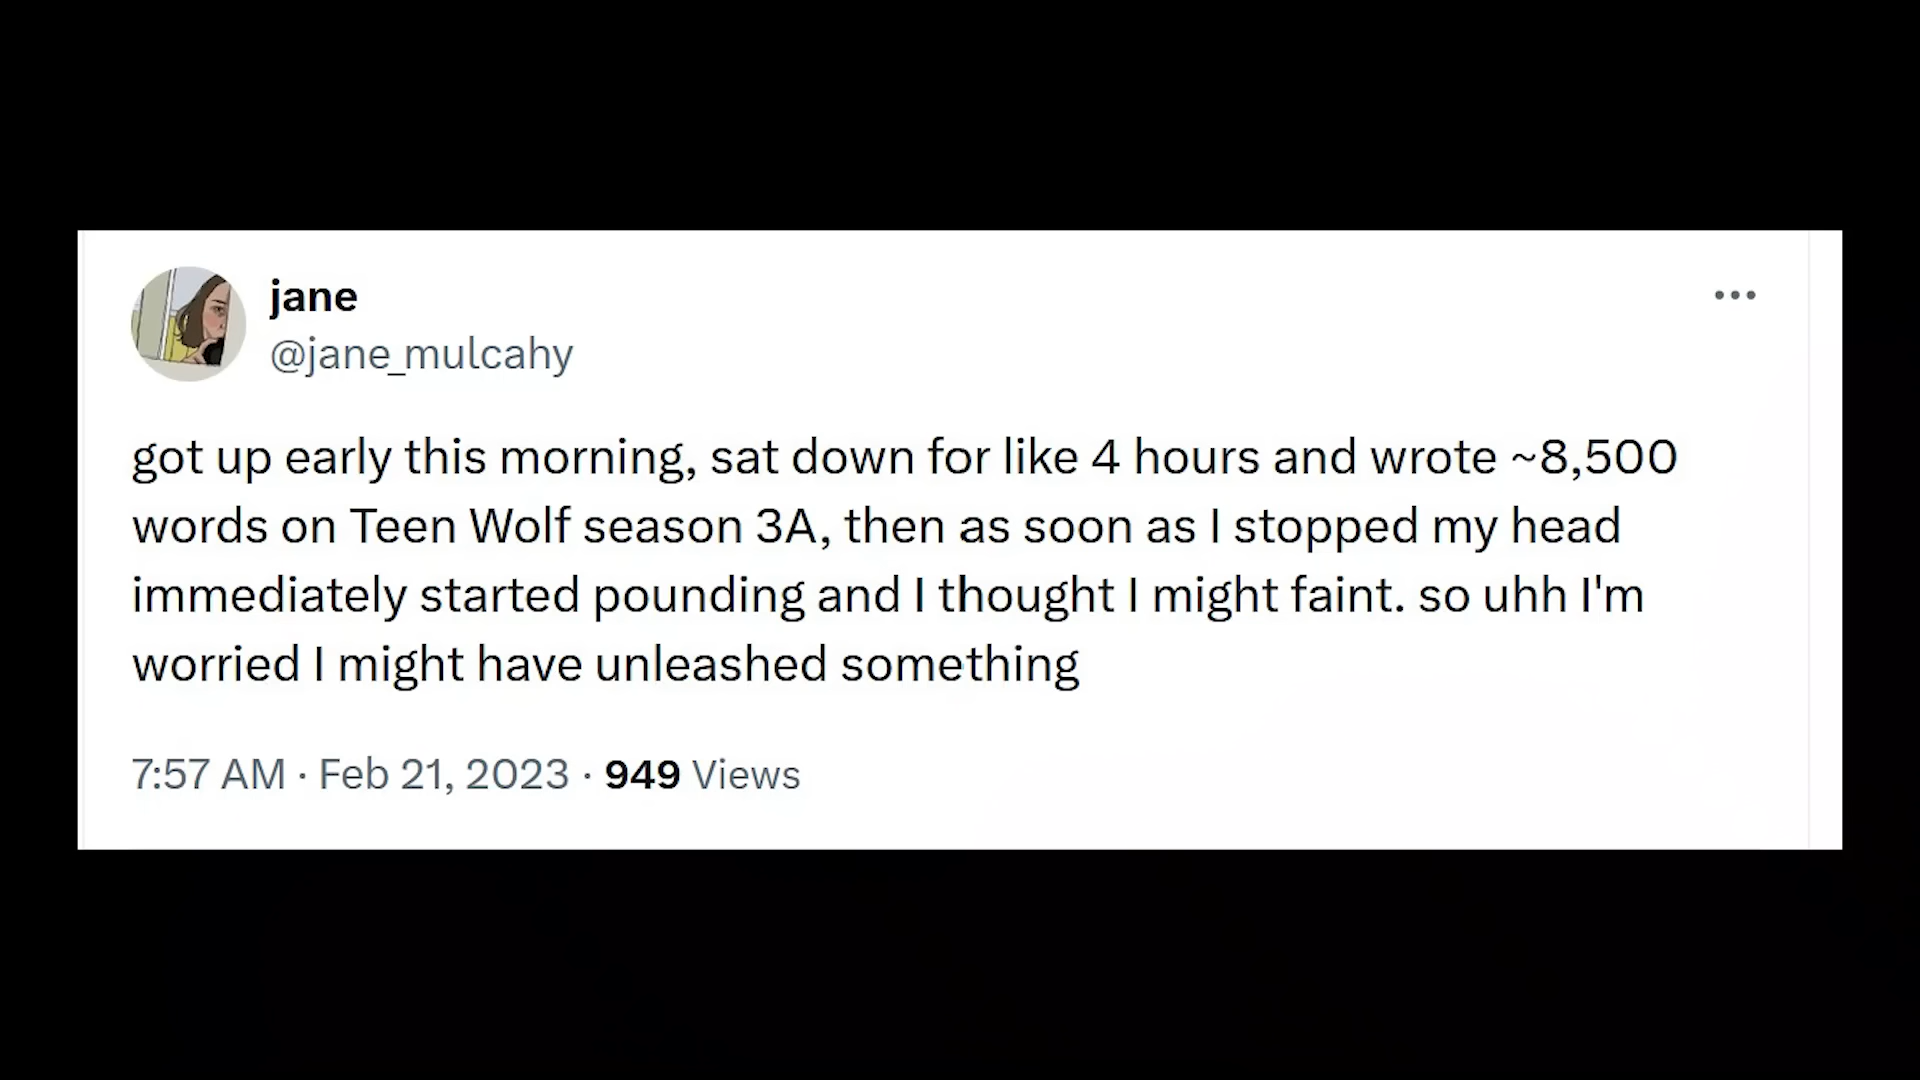 jane
@jane_mulcahy
got up early this morning, sat down for like 4 hours and wrote ~8,500
words on Teen Wolf season 3A, then as soon as I stopped my head
immediately started pounding and I thought I might faint. so uhh I'm
worried I might have unleashed something
7:57 AM · Feb 21, 2023 · 949 Views